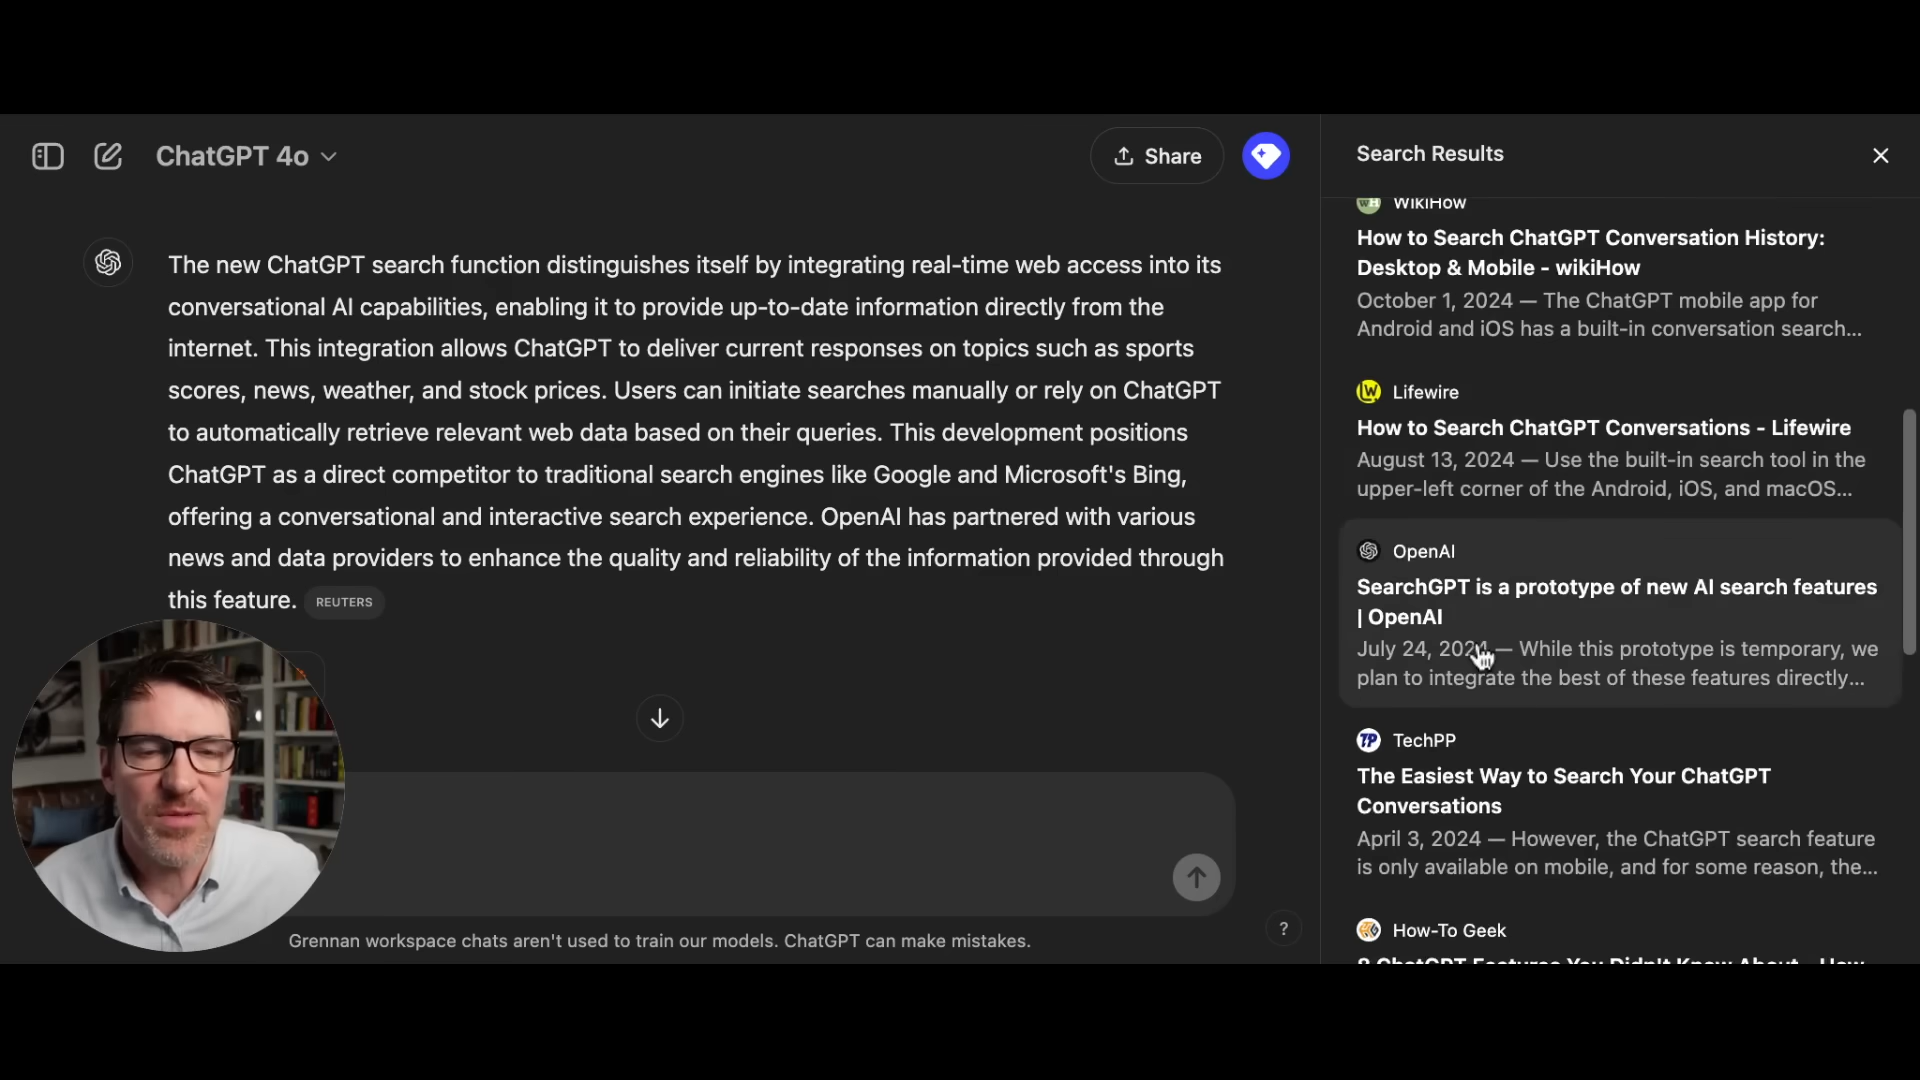 ChatGPT 4o
Share
The new ChatGPT search function distinguishes itself by integrating real-time web access into its
conversational AI capabilities, enabling it to provide up-to-date information directly from the
internet. This integration allows ChatGPT to deliver current responses on topics such as sports
scores, news, weather, and stock prices. Users can initiate searches manually or rely on ChatGPT
to automatically retrieve relevant web data based on their queries. This development positions
ChatGPT as a direct competitor to traditional search engines like Google and Microsoft's Bing,
offering a conversational and interactive search experience. OpenAI has partnered with various
news and data providers to enhance the quality and reliability of the information provided through
this feature. REUTERS
Grennan workspace chats aren't used to train our models. ChatGPT can make mistakes.
?
Search Results
WikiHow
How to Search ChatGPT Conversation History:
Desktop & Mobile - wikiHow
October 1, 2024 — The ChatGPT mobile app for
Android and iOS has a built-in conversation search...
Lifewire
How to Search ChatGPT Conversations - Lifewire
August 13, 2024 — Use the built-in search tool in the
upper-left corner of the Android, iOS, and macOS...
OpenAI
SearchGPT is a prototype of new AI search features
| OpenAI
July 24, 2024 — While this prototype is temporary, we
plan to integrate the best of these features directly...
TP TechPP
The Easiest Way to Search Your ChatGPT
Conversations
April 3, 2024 — However, the ChatGPT search feature
is only available on mobile, and for some reason, the...
How-To Geek
8 ChatGPT Features You Didn't Know About - How